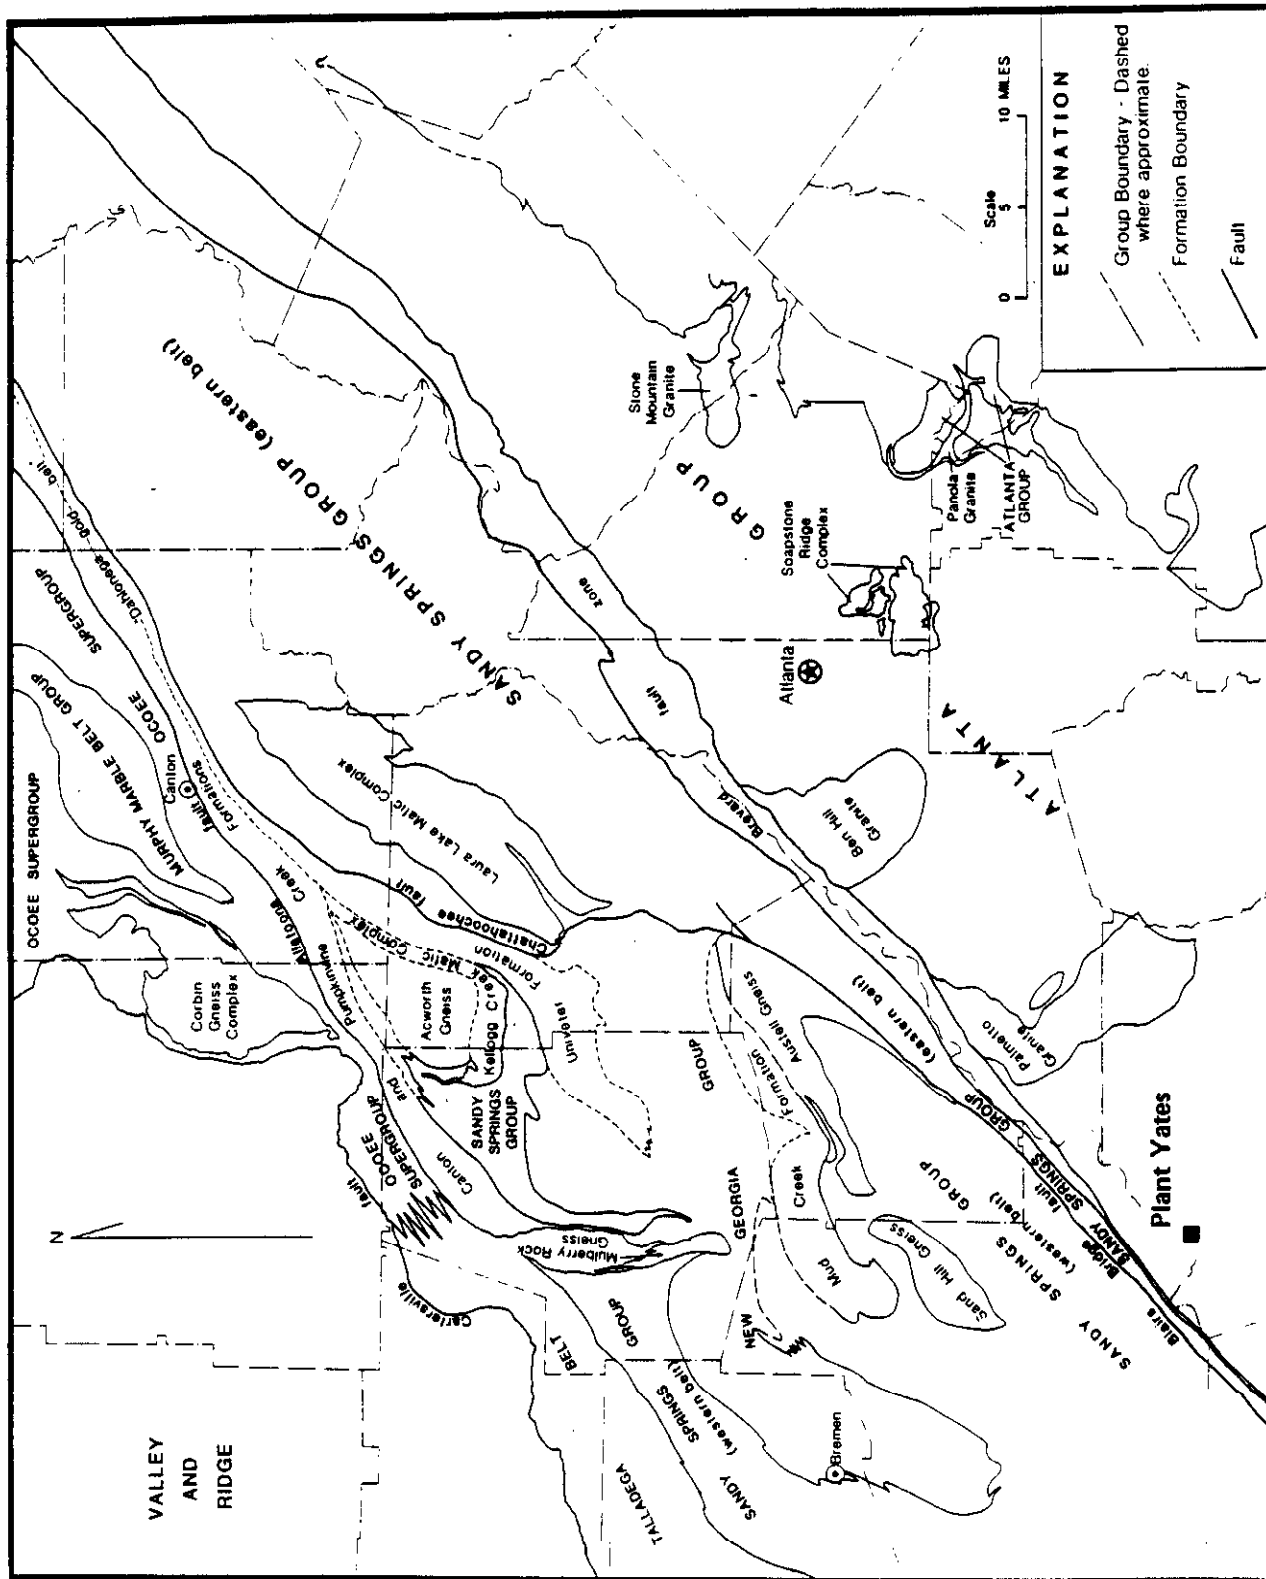 OCOEE SUPERGROUP
MURPHY MARBLE BELT GROUP
OCOEE
SUPERGROUP
"Dahlonega gold belt"
Canton
fault
Formations
Corbin
Gneiss
Complex
Allatoona
Creek
Pumpkinvine
and
Canton
Acworth
Gneiss
Kellogg Creek Mafic Complex
Univeter
Formation
Chattahoochee
fault
Laura Lake Mafic Complex
SANDY SPRINGS GROUP (eastern belt)
OCOEE
SUPERGROUP
SANDY
SPRINGS
GROUP
fault
Cartersville
N
VALLEY
AND
RIDGE
Mulberry Rock
Gneiss
TALLADEGA
BELT
SANDY
SPRINGS
GROUP
(western belt)
NEW
GEORGIA
GROUP
Mud
Creek
Formation
Austell Gneiss
Sand Hill
Gneiss
Bremen
SANDY SPRINGS GROUP
(western belt)
SANDY
SPRINGS
GROUP
(eastern belt)
Blairs
Bridge
fault
Brevard
fault
zone
Ben Hill
Granite
Palmetto
Granite
Atlanta
ATLANTA
GROUP
Stone
Mountain
Granite
Soapstone
Ridge
Complex
Panola
Granite
ATLANTA
GROUP
Plant Yates
Scale
0 5 10 MILES
EXPLANATION
Group Boundary - Dashed
where approximate.
Formation Boundary
Fault